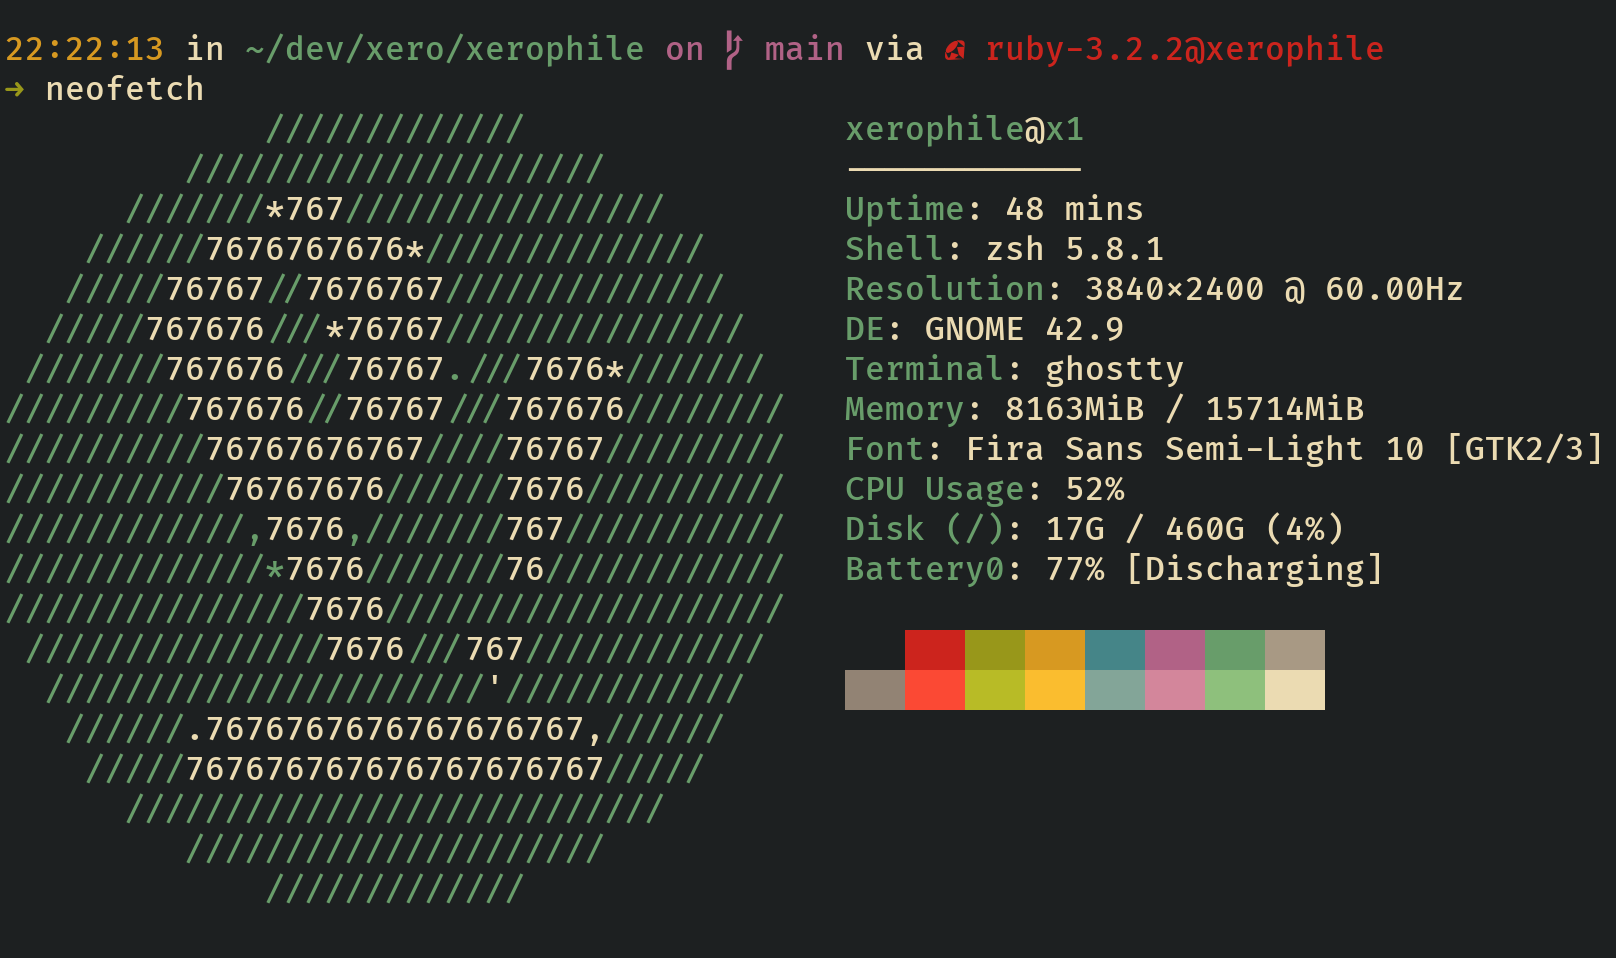 22:22:13 in ~/dev/xero/xerophile on main via ruby-3.2.2@xerophile
➜ neofetch
             /////////////                xerophile@x1
         /////////////////////            ────────────
      ///////*767////////////////         Uptime: 48 mins
    //////7676767676*//////////////       Shell: zsh 5.8.1
   /////76767//7676767//////////////      Resolution: 3840×2400 @ 60.00Hz
  /////767676///*76767///////////////     DE: GNOME 42.9
 ///////767676///76767.///7676*///////    Terminal: ghostty
/////////767676//76767///767676////////   Memory: 8163MiB / 15714MiB
//////////76767676767////76767/////////   Font: Fira Sans Semi-Light 10 [GTK2/3]
///////////76767676//////7676//////////   CPU Usage: 52%
////////////,7676,///////767///////////   Disk (/): 17G / 460G (4%)
/////////////*7676///////76////////////   Battery0: 77% [Discharging]
///////////////7676////////////////////
 ///////////////7676///767////////////
  //////////////////////'////////////
   //////.7676767676767676767,//////
    /////767676767676767676767/////
      ///////////////////////////
         /////////////////////
             /////////////